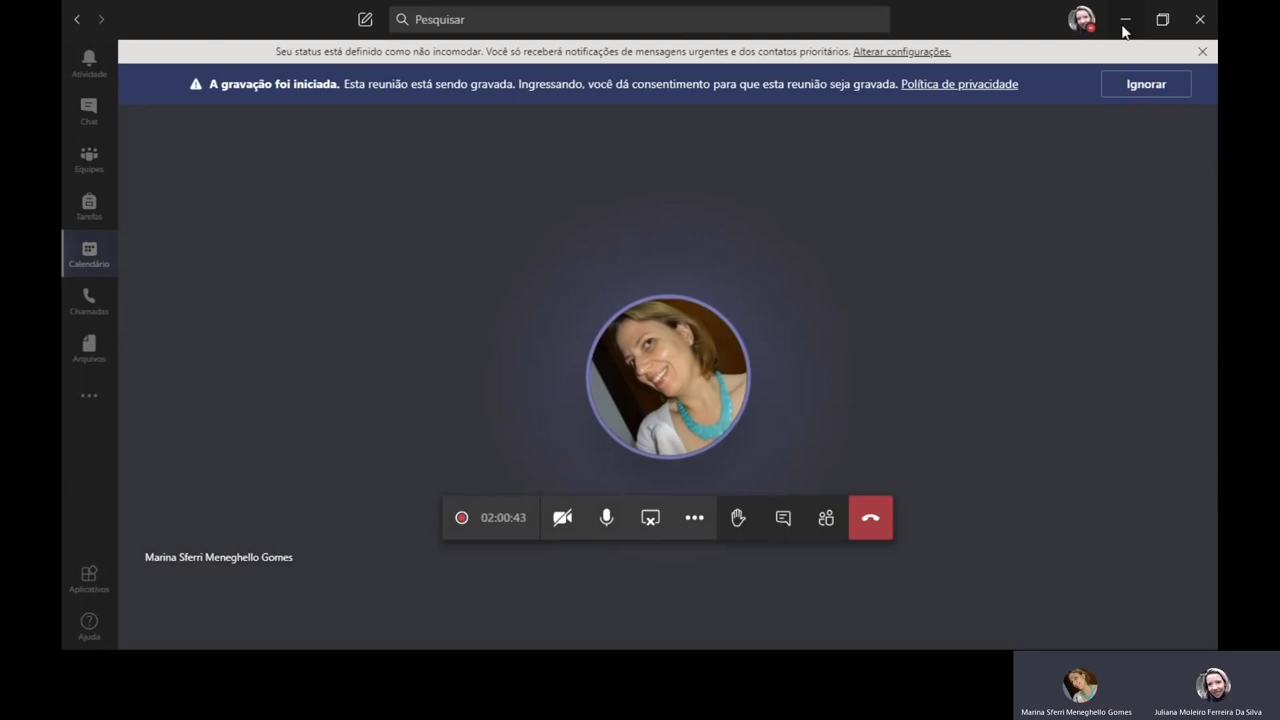 Pesquisar
Seu status está definido como não incomodar. Você só receberá notificações de mensagens urgentes e dos contatos prioritários. Alterar configurações.
A gravação foi iniciada. Esta reunião está sendo gravada. Ingressando, você dá consentimento para que esta reunião seja gravada. Política de privacidade
Ignorar
Atividade
Chat
Equipes
Tarefas
Calendário
Chamadas
Arquivos
02:00:43
Marina Sferri Meneghello Gomes
Aplicativos
Ajuda
Marina Sferri Meneghello Gomes
Juliana Moleiro Ferreira Da Silva